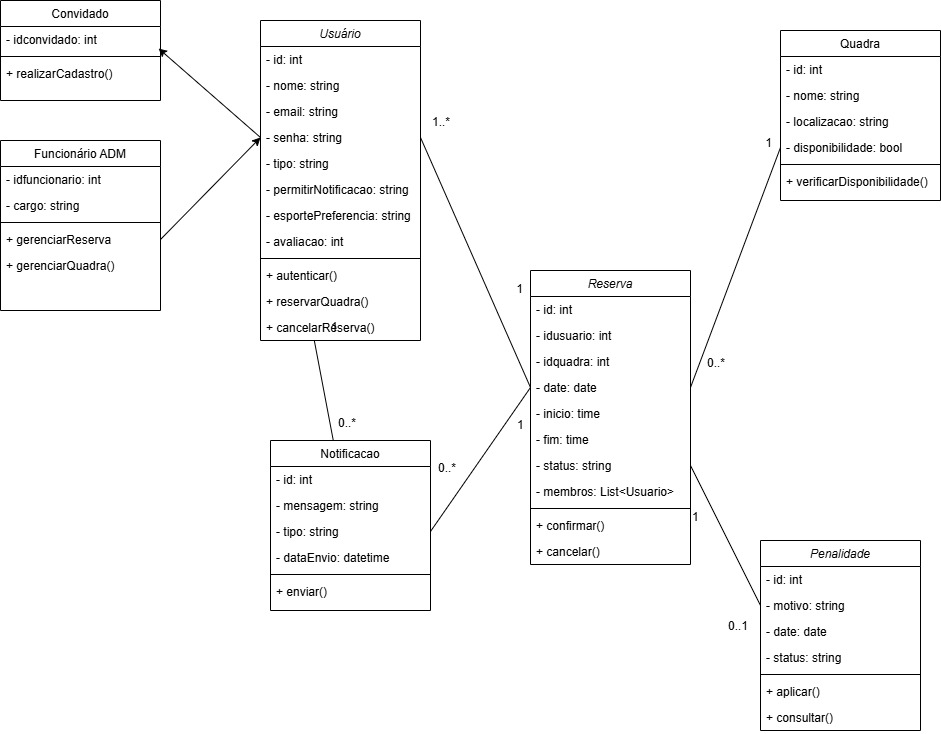 Convidado
- idconvidado: int
+ realizarCadastro()
Funcionário ADM
- idfuncionario: int
- cargo: string
+ gerenciarReserva
+ gerenciarQuadra()
Usuário
- id: int
- nome: string
- email: string
- senha: string
- tipo: string
- permitirNotificacao: string
- esportePreferencia: string
- avaliacao: int
+ autenticar()
+ reservarQuadra()
+ cancelarReserva()
1
1..*
1
0..*
Notificacao
- id: int
- mensagem: string
- tipo: string
- dataEnvio: datetime
+ enviar()
0..*
1
Reserva
- id: int
- idusuario: int
- idquadra: int
- date: date
- inicio: time
- fim: time
- status: string
- membros: List<Usuario>
+ confirmar()
+ cancelar()
Quadra
- id: int
- nome: string
- localizacao: string
- disponibilidade: bool
+ verificarDisponibilidade()
1
0..*
1
0..1
Penalidade
- id: int
- motivo: string
- date: date
- status: string
+ aplicar()
+ consultar()